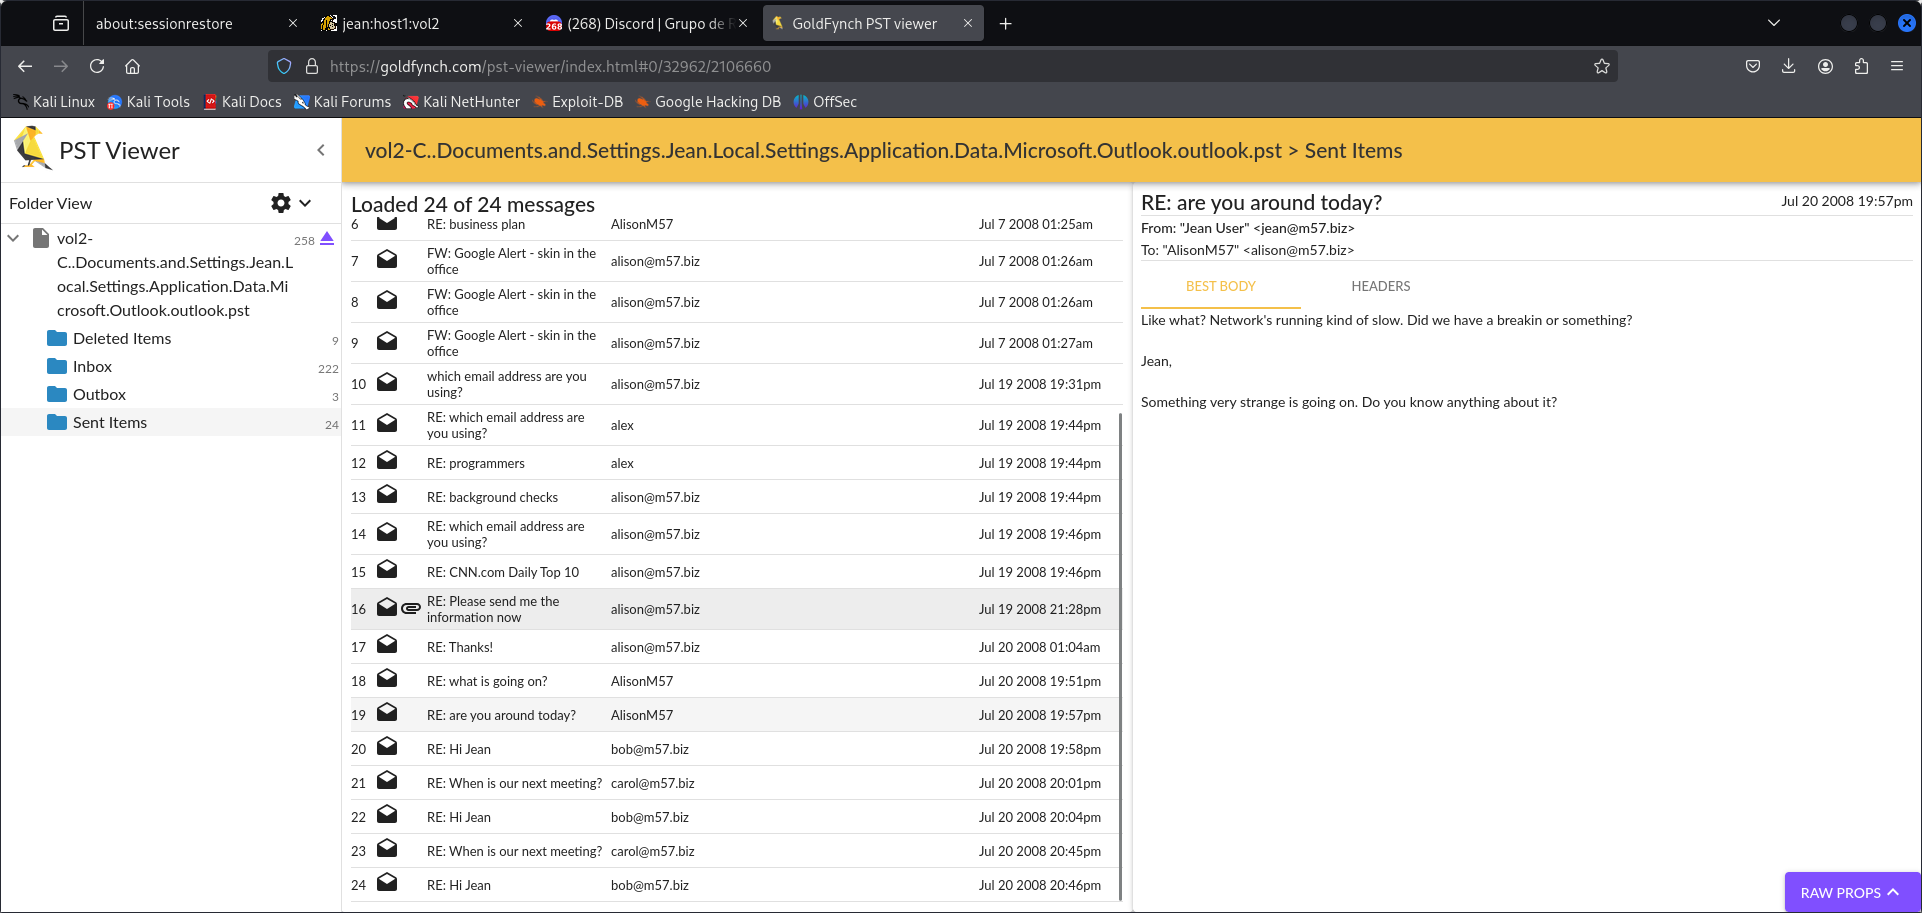 about:sessionrestore
jean:host1:vol2
268 (268) Discord | Grupo de
GoldFynch PST viewer
https://goldfynch.com/pst-viewer/index.html#0/32962/2106660
Kali Linux
Kali Tools
Kali Docs
Kali Forums
Kali NetHunter
Exploit-DB
Google Hacking DB
OffSec
PST Viewer
vol2-C..Documents.and.Settings.Jean.Local.Settings.Application.Data.Microsoft.Outlook.outlook.pst > Sent Items
Folder View
vol2-
C..Documents.and.Settings.Jean.L
ocal.Settings.Application.Data.Mi
crosoft.Outlook.outlook.pst
258
Deleted Items 9
Inbox 222
Outbox 3
Sent Items 24
Loaded 24 of 24 messages
6 RE: business plan AlisonM57 Jul 7 2008 01:25am
7 FW: Google Alert - skin in the
office alison@m57.biz Jul 7 2008 01:26am
8 FW: Google Alert - skin in the
office alison@m57.biz Jul 7 2008 01:26am
9 FW: Google Alert - skin in the
office alison@m57.biz Jul 7 2008 01:27am
10 which email address are you
using? alison@m57.biz Jul 19 2008 19:31pm
11 RE: which email address are
you using? alex Jul 19 2008 19:44pm
12 RE: programmers alex Jul 19 2008 19:44pm
13 RE: background checks alison@m57.biz Jul 19 2008 19:44pm
14 RE: which email address are
you using? alison@m57.biz Jul 19 2008 19:46pm
15 RE: CNN.com Daily Top 10 alison@m57.biz Jul 19 2008 19:46pm
16 RE: Please send me the
information now alison@m57.biz Jul 19 2008 21:28pm
17 RE: Thanks! alison@m57.biz Jul 20 2008 01:04am
18 RE: what is going on? AlisonM57 Jul 20 2008 19:51pm
19 RE: are you around today? AlisonM57 Jul 20 2008 19:57pm
20 RE: Hi Jean bob@m57.biz Jul 20 2008 19:58pm
21 RE: When is our next meeting? carol@m57.biz Jul 20 2008 20:01pm
22 RE: Hi Jean bob@m57.biz Jul 20 2008 20:04pm
23 RE: When is our next meeting? carol@m57.biz Jul 20 2008 20:45pm
24 RE: Hi Jean bob@m57.biz Jul 20 2008 20:46pm
RE: are you around today? Jul 20 2008 19:57pm
From: "Jean User" <jean@m57.biz>
To: "AlisonM57" <alison@m57.biz>
BEST BODY HEADERS
Like what? Network's running kind of slow. Did we have a breakin or something?
Jean,
Something very strange is going on. Do you know anything about it?
RAW PROPS